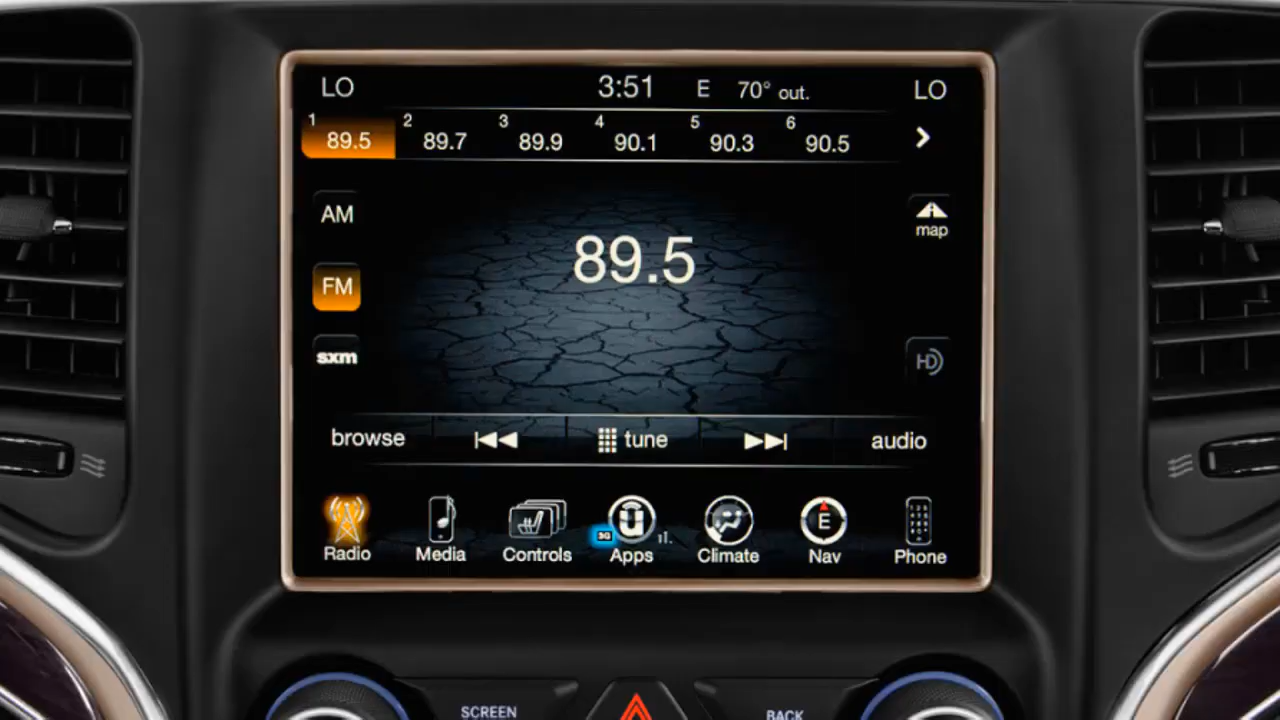 LO 3:51 E 70° out. LO
1 89.5 2 89.7 3 89.9 4 90.1 5 90.3 6 90.5
AM
89.5
map
FM
sxm
HD
browse tune audio
3G
E
Radio Media Controls Apps Climate Nav Phone
SCREEN BACK